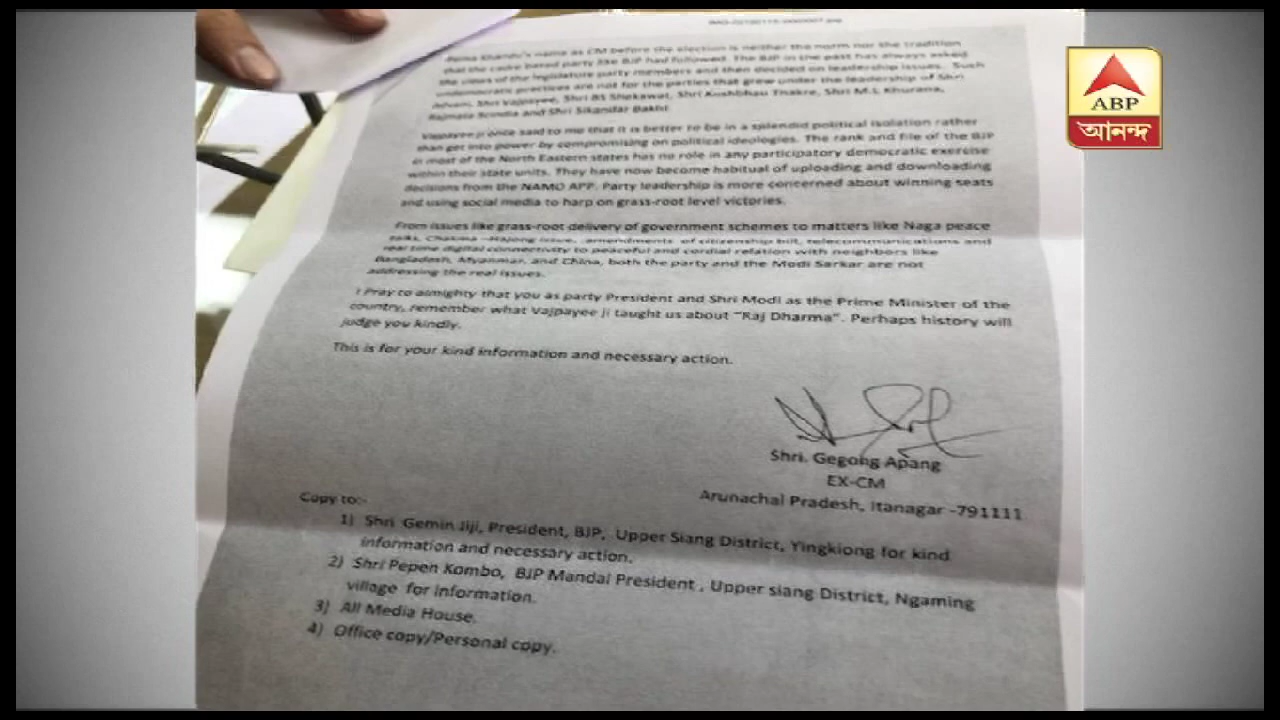 Pema Khandu's name as CM before the election is neither the norm nor the tradition
that the cadre based party like BJP had followed. The BJP in the past has always asked
the views of the legislature party members and then decided on leadership issues. Such
undemocratic practices are not for the parties that grew under the leadership of Shri
Advani, Shri Vajpayee, Shri BS Shekawat, Shri Kushbhau Thakre, Shri M.L Khurana,
Rajmata Scindia and Shri Sikandar Bakht
Vajpayee ji once said to me that it is better to be in a splendid political isolation rather
than get into power by compromising on political ideologies. The rank and file of the BJP
in most of the North Eastern states has no role in any participatory democratic exercise
within their state units. They have now become habitual of uploading and downloading
decisions from the NAMO APP. Party leadership is more concerned about winning seats
and using social media to harp on grass-root level victories.
From issues like grass-root delivery of government schemes to matters like Naga peace
talks, Chakma –Hajong issue, amendments of citizenship bill, telecommunications and
real time digital connectivity to peaceful and cordial relation with neighbors like
Bangladesh, Myanmar, and China, both the party and the Modi Sarkar are not
addressing the real issues.
I Pray to almighty that you as party President and Shri Modi as the Prime Minister of the
country, remember what Vajpayee ji taught us about "Raj Dharma". Perhaps history will
judge you kindly.
This is for your kind information and necessary action.
Shri. Gegong Apang
EX-CM
Arunachal Pradesh, Itanagar -791111
Copy to:-
1) Shri Gemin Jiji, President, BJP, Upper Siang District, Yingkiong for kind
information and necessary action.
2) Shri Pepen Kombo, BJP Mandal President , Upper siang District, Ngaming
village for information.
3) All Media House.
4) Office copy/Personal copy.
ABP
আনন্দ